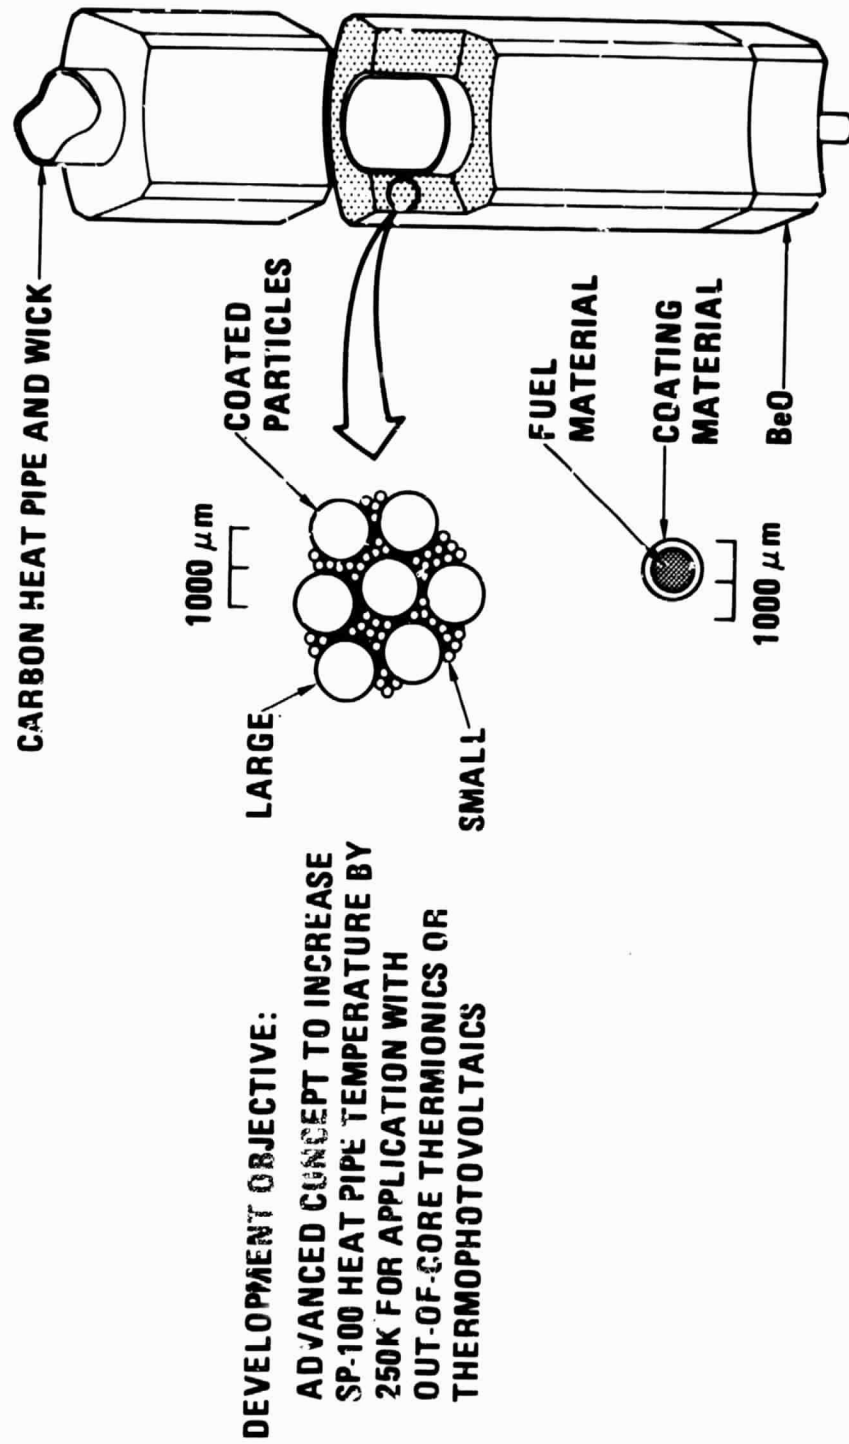 DEVELOPMENT OBJECTIVE:
ADVANCED CONCEPT TO INCREASE
SP-100 HEAT PIPE TEMPERATURE BY
250K FOR APPLICATION WITH
OUT-OF-CORE THERMIONICS OR
THERMOPHOTOVOLTAICS
CARBON HEAT PIPE AND WICK
1000 μm
LARGE
COATED
PARTICLES
SMALL
FUEL
MATERIAL
COATING
MATERIAL
1000 μm
BeO